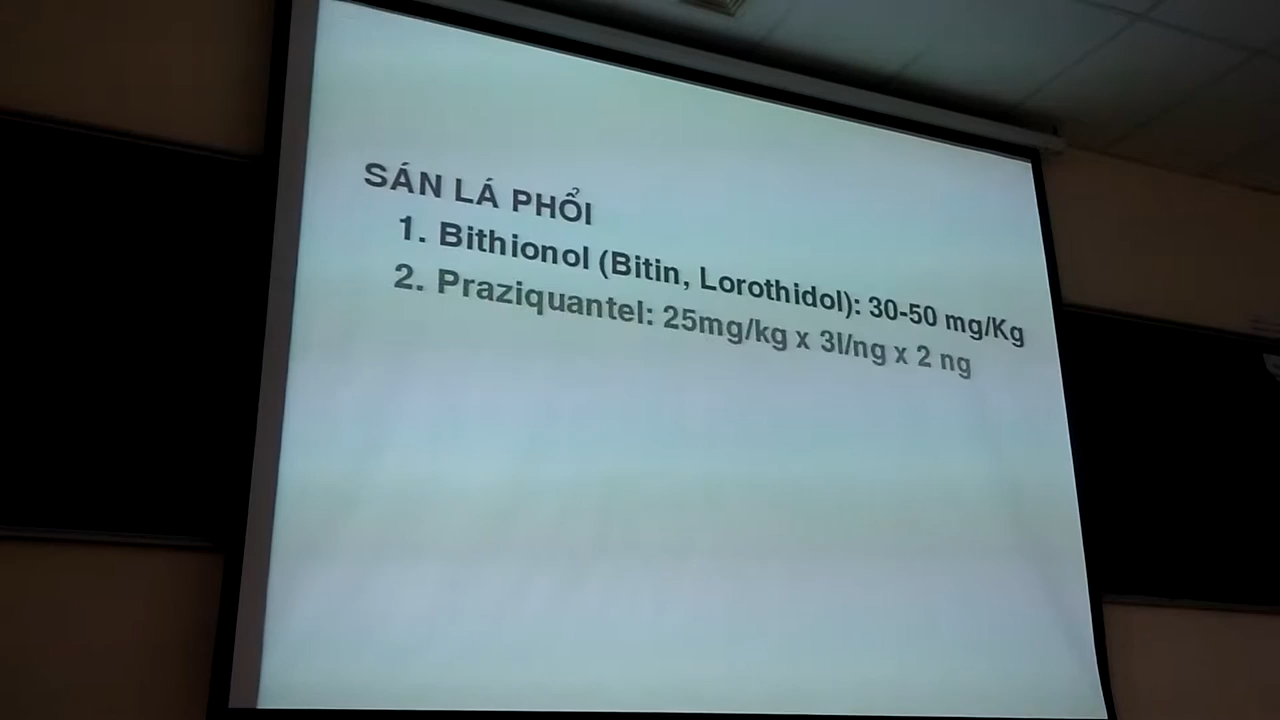 SÁN LÁ PHỔI
1. Bithionol (Bitin, Lorothidol): 30-50 mg/Kg
2. Praziquantel: 25mg/kg x 3l/ng x 2 ng